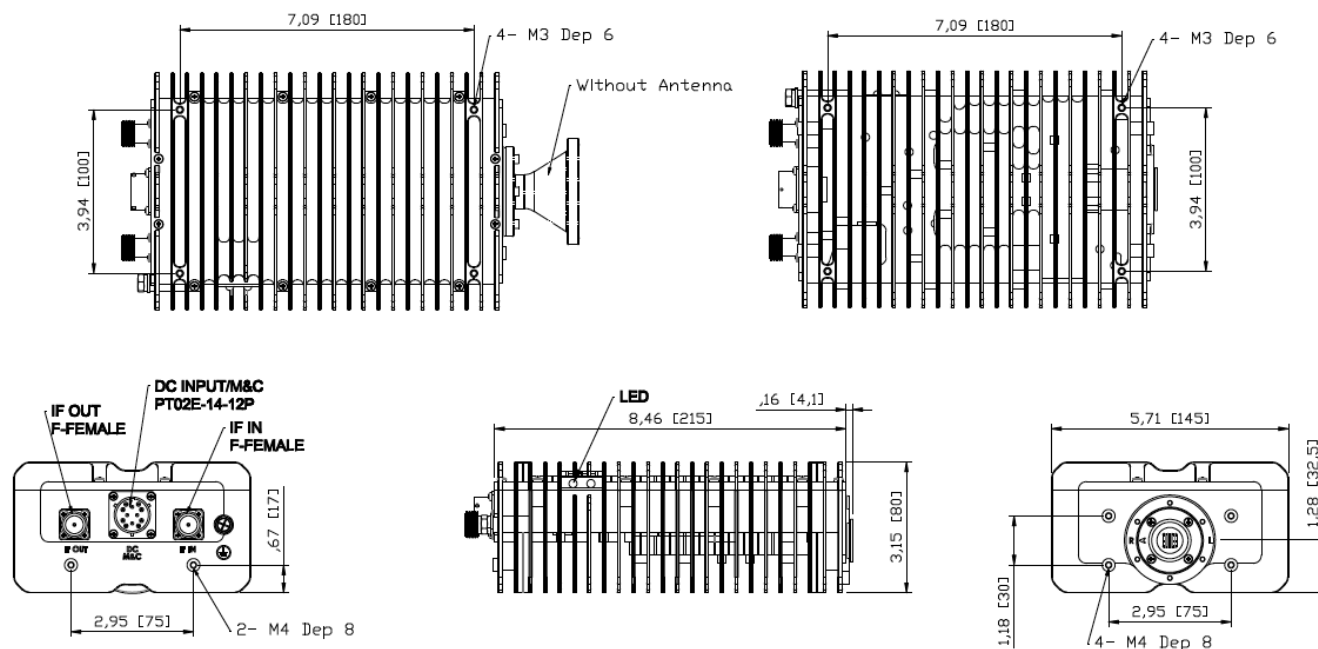 7,09 [180]
4- M3 Dep 6
Without Antenna
3,94 [100]
7,09 [180]
4- M3 Dep 6
3,94 [100]
IF OUT
F-FEMALE
DC INPUT/M&C
PT02E-14-12P
IF IN
F-FEMALE
IF OUT
DC
M&C
IF IN
,67 [17]
2,95 [75]
2- M4 Dep 8
LED
8,46 [215]
,16 [4,1]
3,15 [80]
5,71 [145]
1,28 [32,5]
R A L
1,18 [30]
2,95 [75]
4- M4 Dep 8